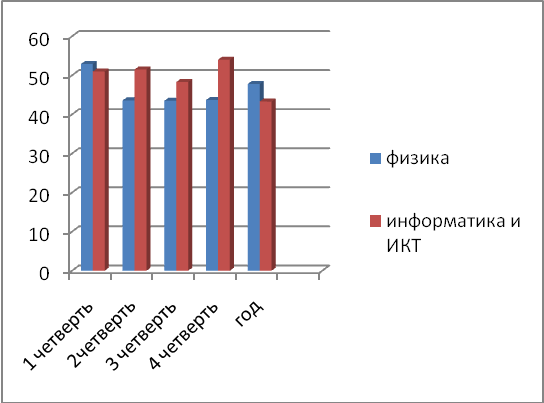 60
50
40
30
20
10
0
1 четверть
2четверть
3 четверть
4 четверть
год
физика
информатика и
ИКТ